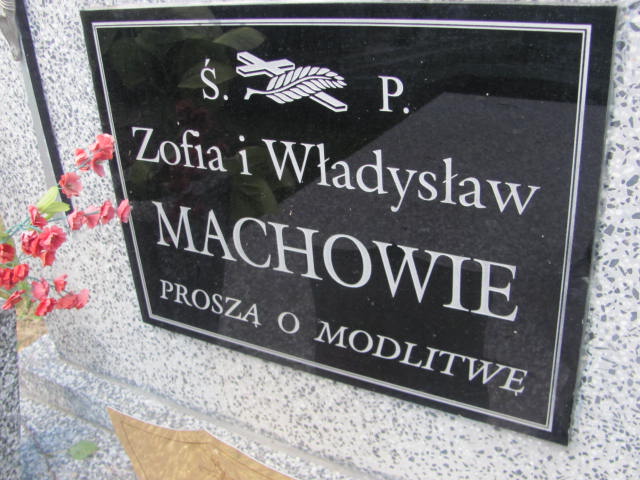 Ś. P.
Zofia i Władysław
MACHOWIE
PROSZĄ O MODLITWĘ